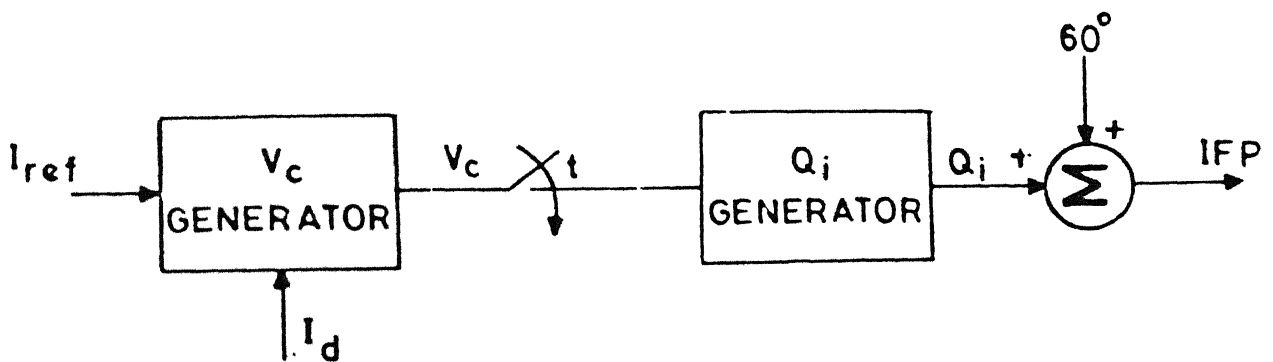 60°
+
I_ref
V_c
GENERATOR
V_c
t
Q_i
GENERATOR
Q_i
+
Σ
IFP
I_d